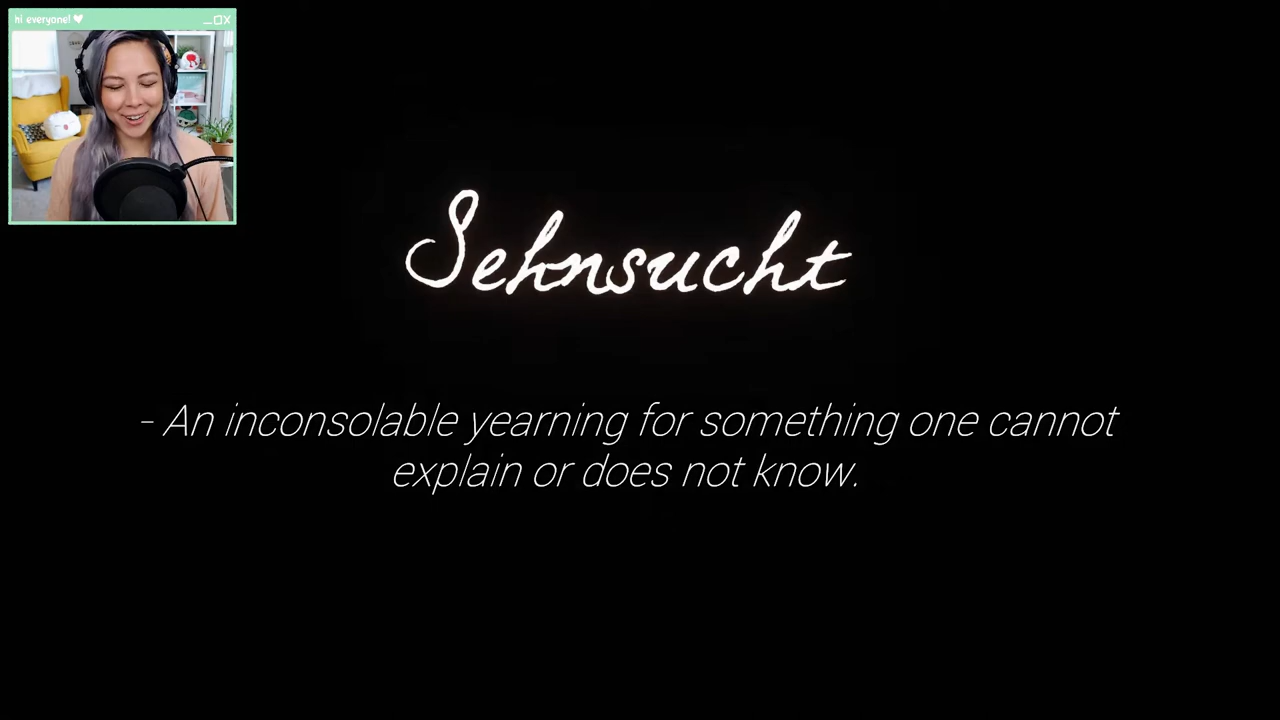 hi everyone! ♥
Sehnsucht
- An inconsolable yearning for something one cannot
explain or does not know.